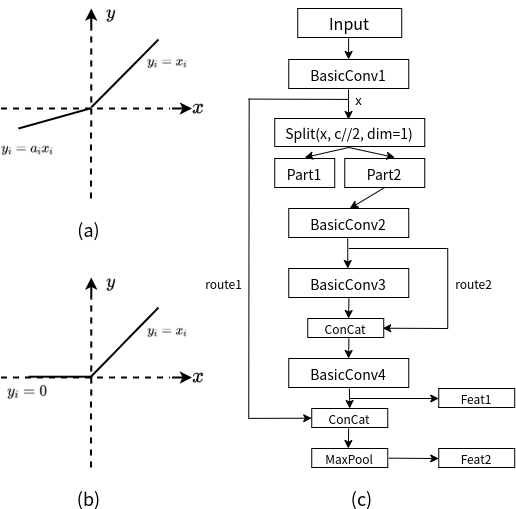 y
y_i = x_i
x
y_i = a_i x_i
(a)
y
y_i = x_i
x
y_i = 0
(b)
Input
BasicConv1
x
Split(x, c//2, dim=1)
Part1
Part2
BasicConv2
route1
route2
BasicConv3
ConCat
BasicConv4
Feat1
ConCat
MaxPool
Feat2
(c)